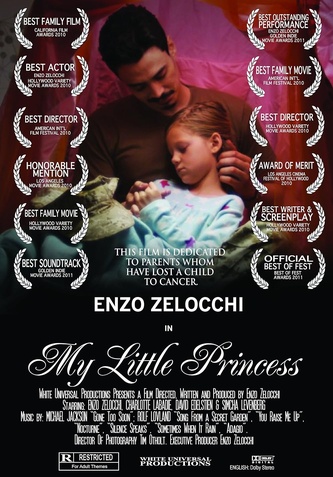 BEST FAMILY FILM
CALIFORNIA FILM
AWARDS 2010
BEST OUTSTANDING
PERFORMANCE
GOLDEN INDIE
MOVIE AWARDS 2011
BEST ACTOR
ENZO ZELOCCHI
HOLLYWOOD VARIETY
MOVIE AWARDS 2010
BEST FAMILY MOVIE
AMERICAN INT'L
FILM FESTIVAL 2010
BEST DIRECTOR
AMERICAN INT'L
FILM FESTIVAL 2010
BEST DIRECTOR
HOLLYWOOD VARIETY
MOVIE AWARDS 2010
HONORABLE
MENTION
LOS ANGELES
MOVIE AWARDS 2010
AWARD OF MERIT
LOS ANGELES CINEMA
FESTIVAL OF HOLLYWOOD
2010
BEST FAMILY MOVIE
HOLLYWOOD VARIETY
MOVIE AWARDS 2010
BEST WRITER &
SCREENPLAY
HOLLYWOOD VARIETY
MOVIE AWARDS 2010
BEST SOUNDTRACK
GOLDEN INDIE
MOVIE AWARDS 2011
OFFICIAL
BEST OF FEST
BEST OF FEST
AWARDS 2011
THIS FILM IS DEDICATED
TO PARENTS WHOM
HAVE LOST A CHILD
TO CANCER.
ENZO ZELOCCHI
IN
My Little Princess
White Universal Productions Presents a Film Directed, Written and Produced by Enzo Zelocchi
Starring: ENZO ZELOCCHI, CHARLOTTE LABADIE, DAVID EDELSTIEN & SIMCHA LEVENBERG
Music by: MICHAEL JACKSON "Gone Too Soon", ROLF LOVLAND "Song From a Secret Garden", "You Raise Me Up",
"Nocturne", "Silence Speaks", "Sometimes When It Rain", "Adagio".
Director Of Photography Tim Otholt. Executive Produced Enzo Zelocchi
R RESTRICTED
For Adult Themes
WHITE UNIVERSAL
PRODUCTIONS
DOLBY
ENGLISH: Dolby Stereo